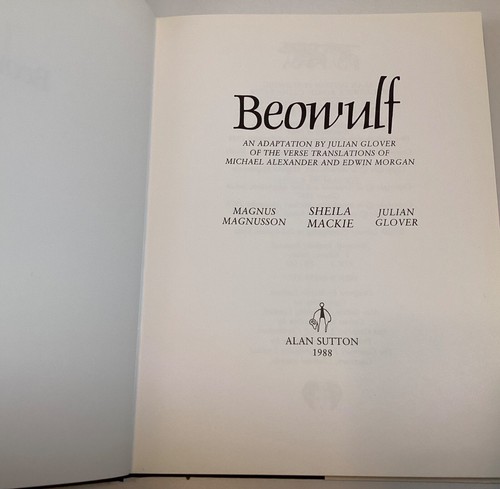 Beowulf
AN ADAPTATION BY JULIAN GLOVER
OF THE VERSE TRANSLATIONS OF
MICHAEL ALEXANDER AND EDWIN MORGAN
MAGNUS MAGNUSSON
SHEILA MACKIE
JULIAN GLOVER
ALAN SUTTON
1988